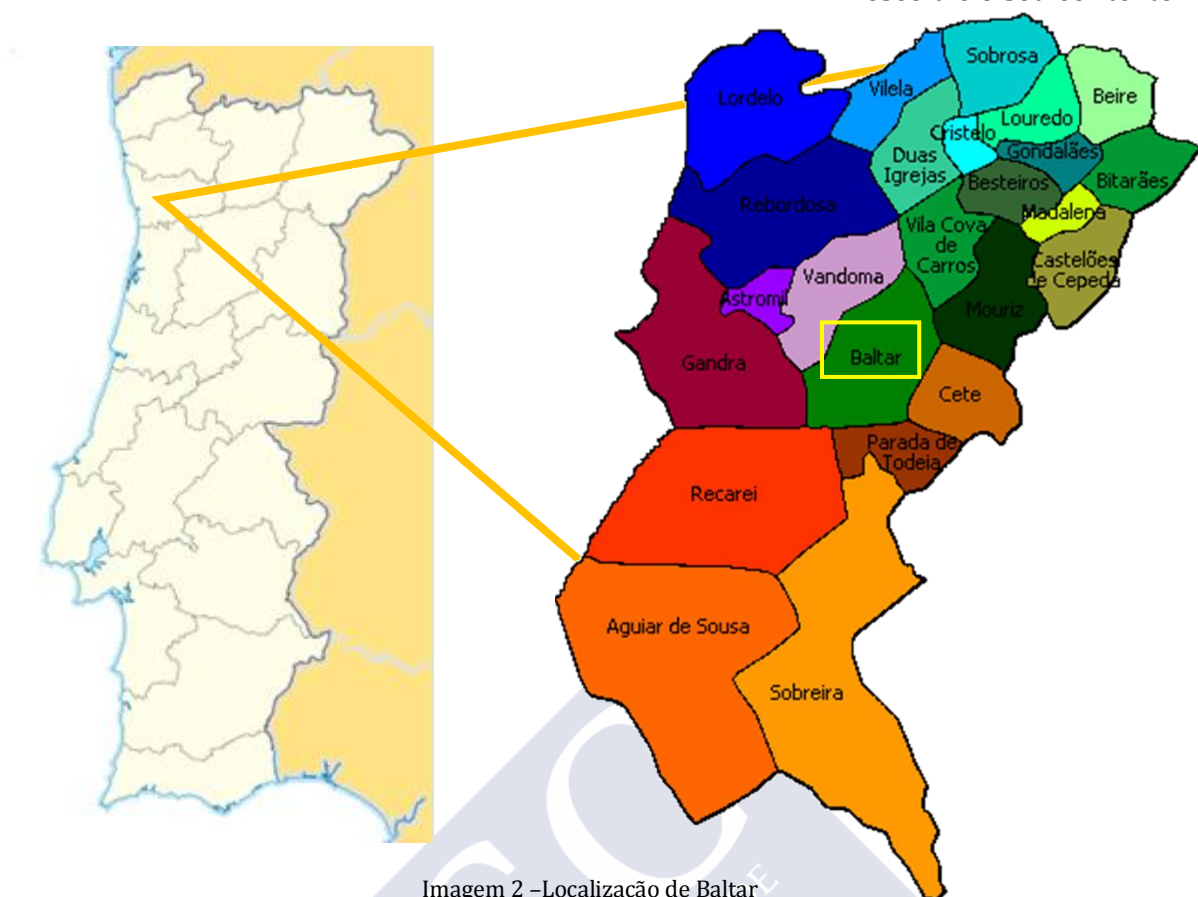 Sobrosa
Vilela
Lordelo
Beire
Louredo
Cristelo
Gondalães
Duas
Igrejas
Besteiros
Bitarães
Rebordosa
Madalena
Vila Cova
de
Carros
Vandoma
Castelões
de Cepeda
Astromil
Mouriz
Baltar
Gandra
Cete
Parada de
Todeia
Recarei
Aguiar de Sousa
Sobreira
SC
E
Imagem 2 –Localização de Baltar